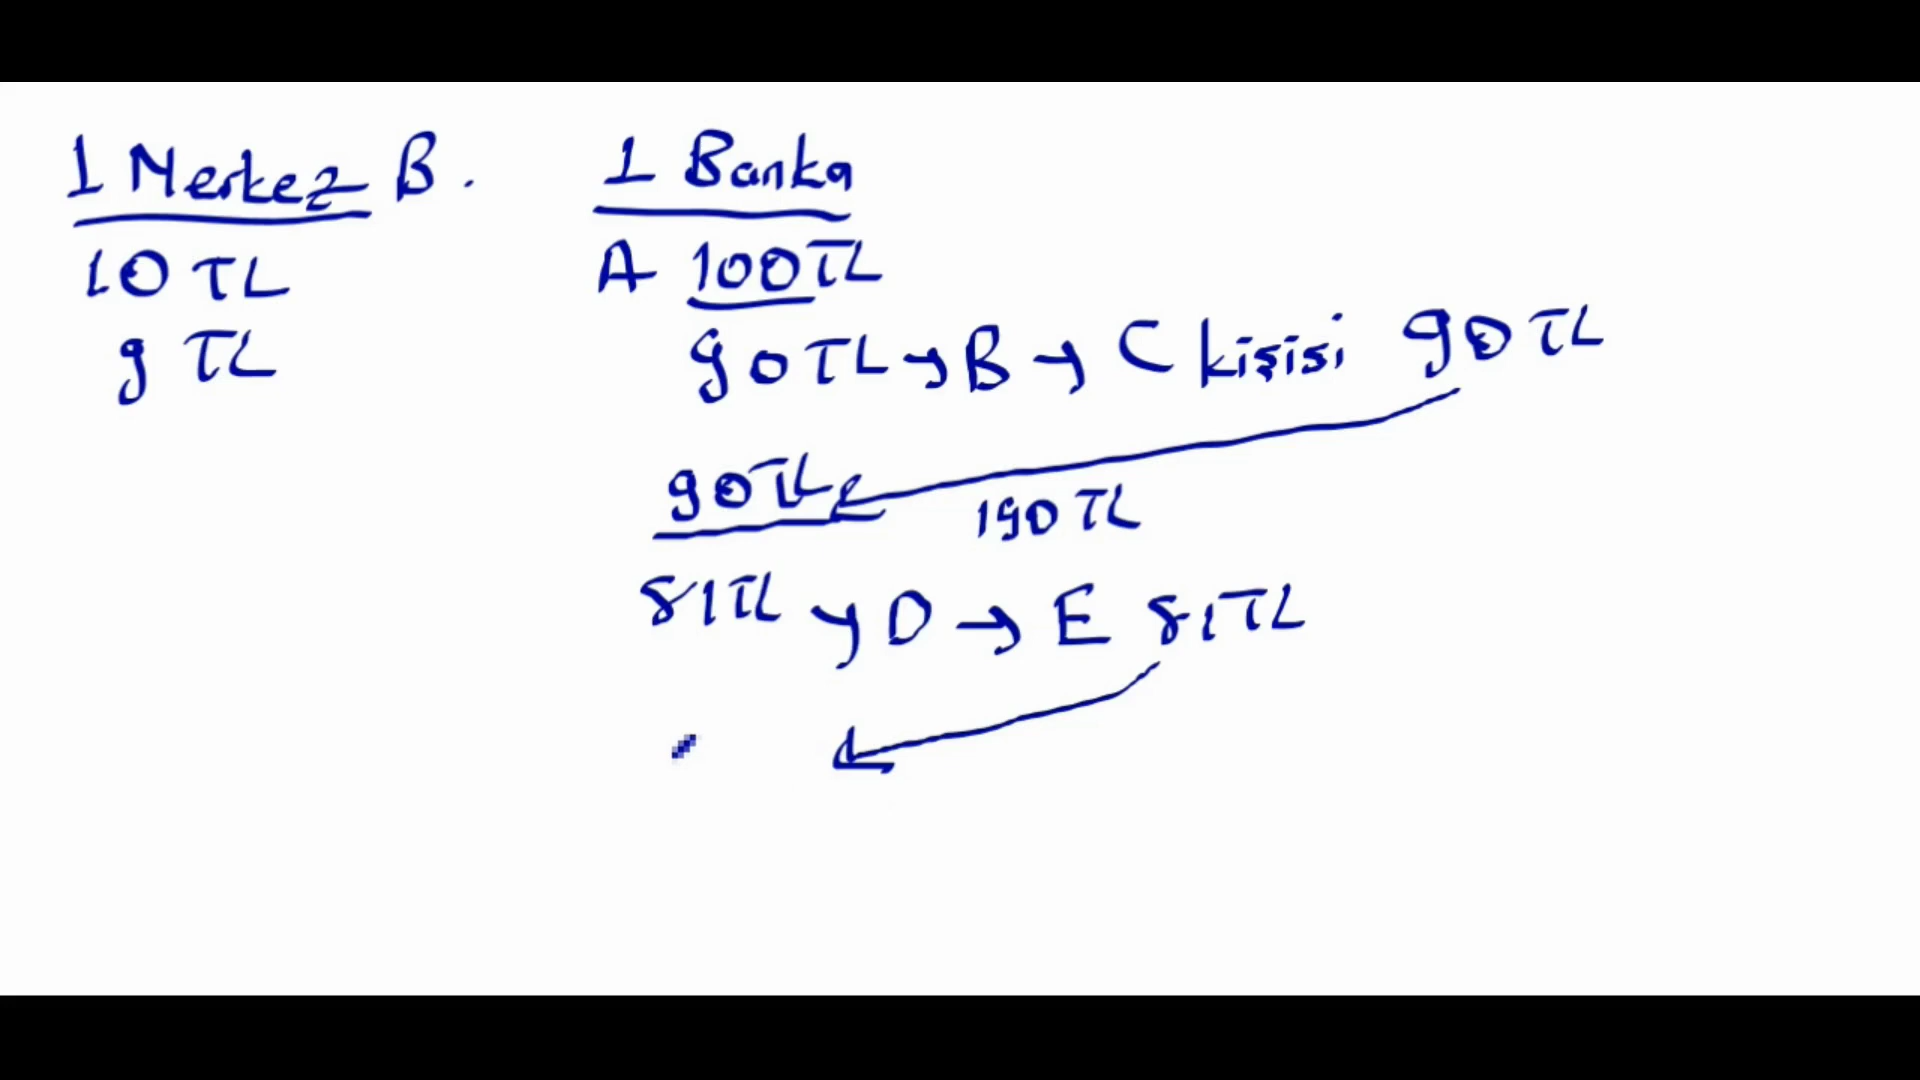 1 Merkez B.
10 TL
9 TL
1 Banka
A 100TL
90TL → B → C kişisi 90TL
90TL
190TL
81TL → D → E 81TL